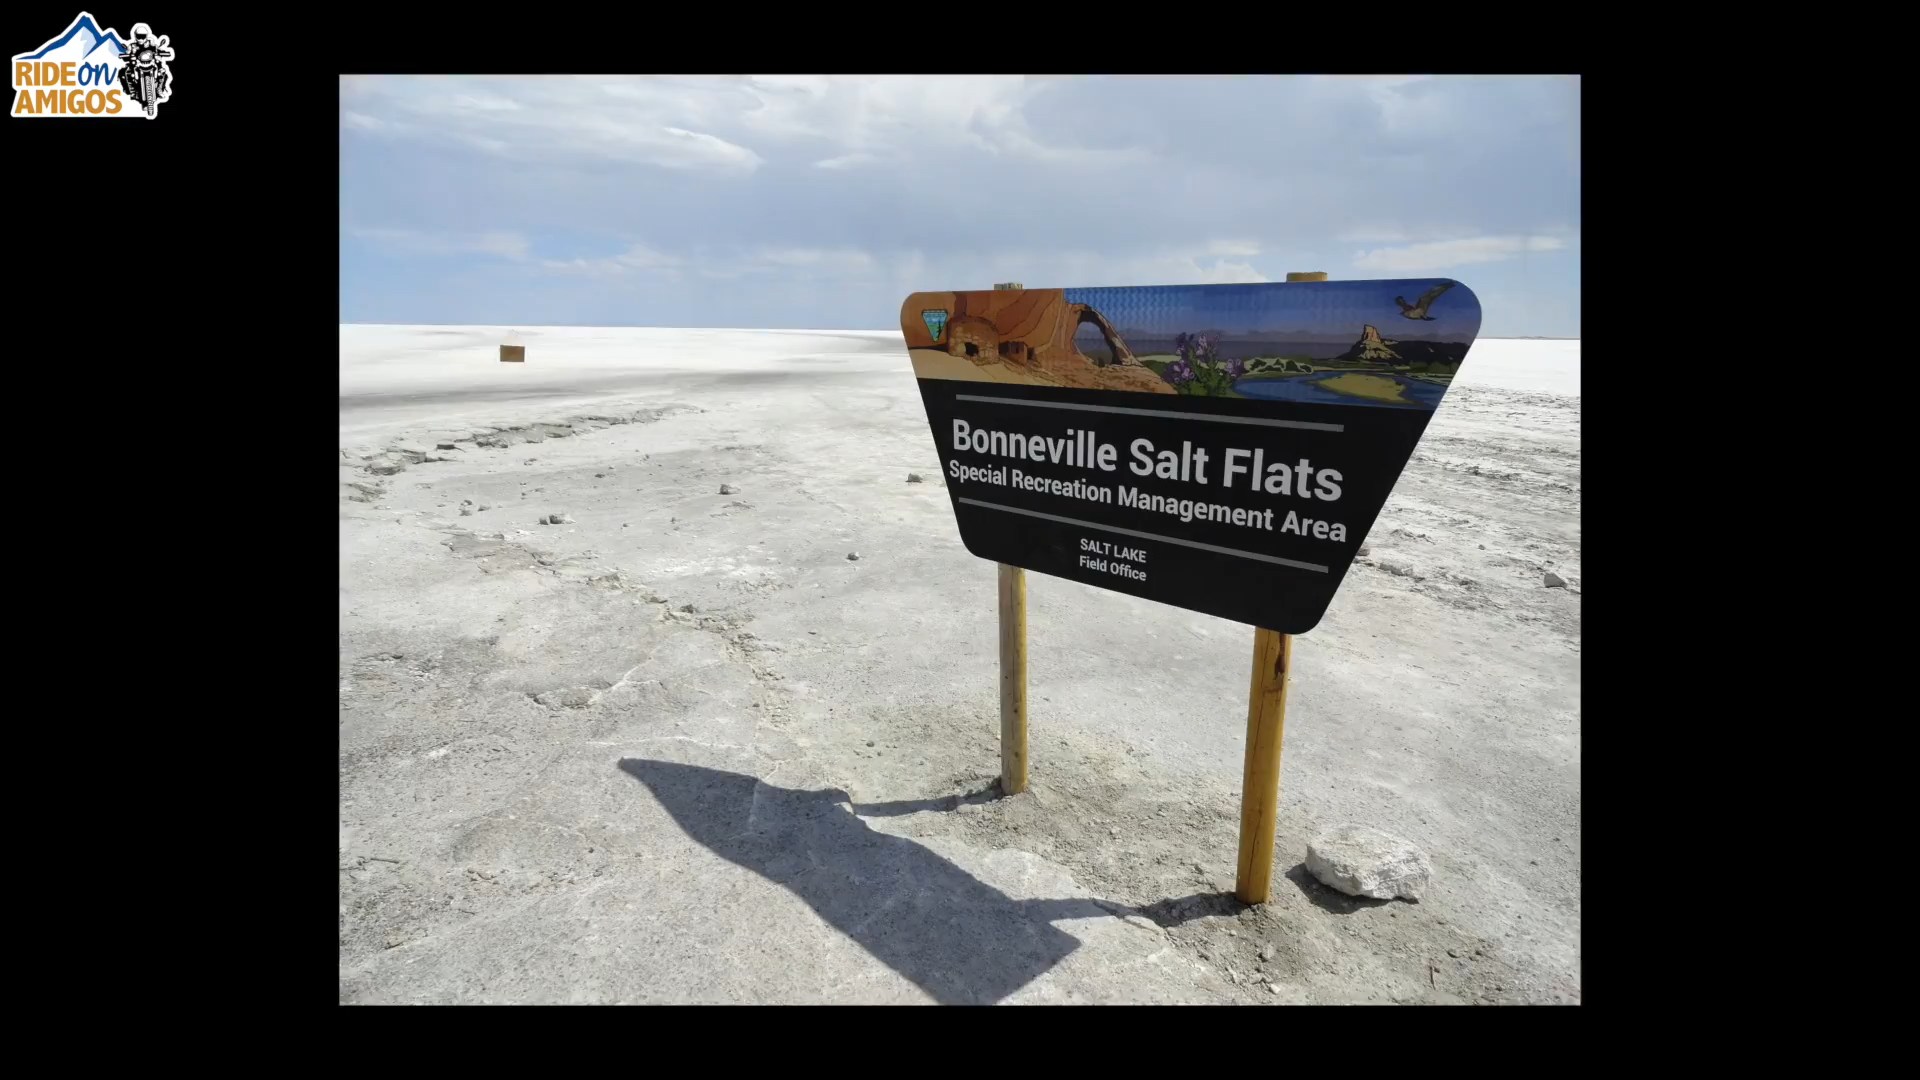 RIDE on
AMIGOS
Bonneville Salt Flats
Special Recreation Management Area
SALT LAKE
Field Office